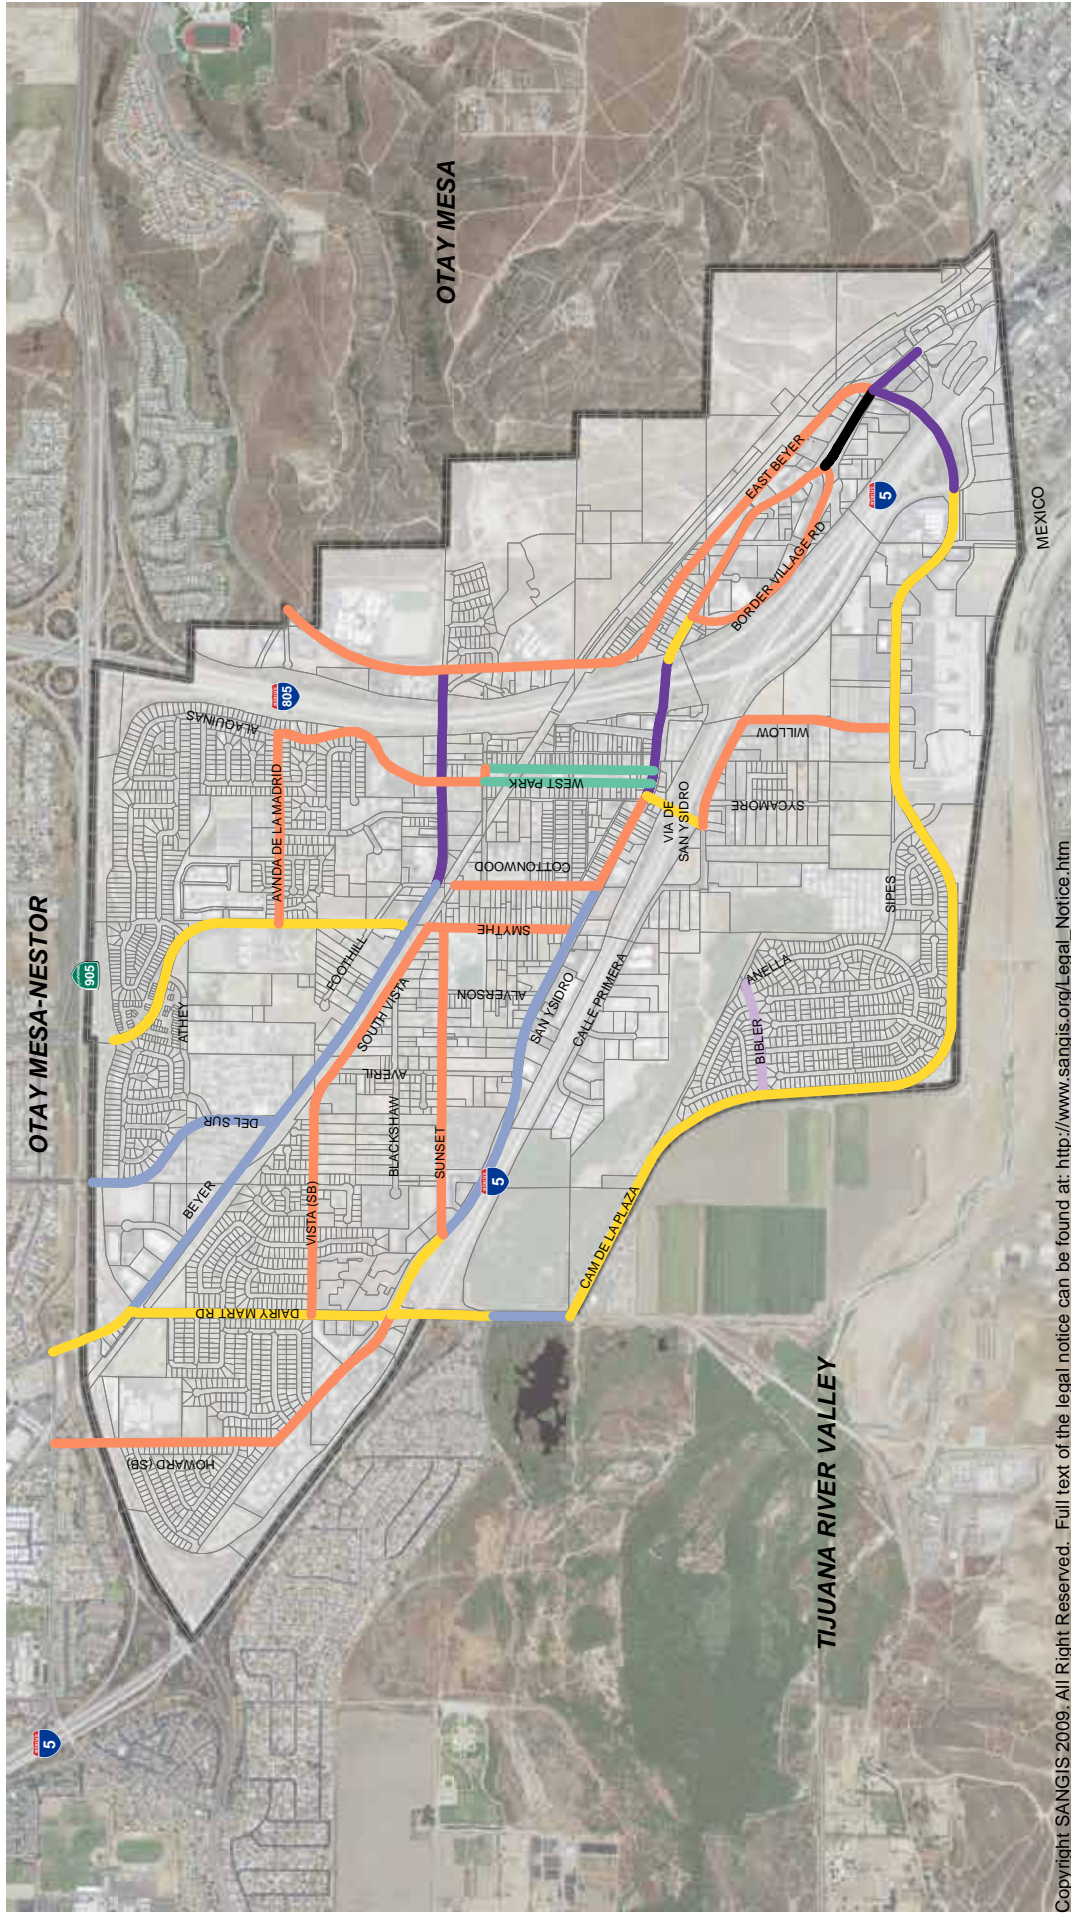 OTAY MESA-NESTOR
OTAY MESA
TIJUANA RIVER VALLEY
MEXICO
INTERSTATE
5
905
INTERSTATE
805
INTERSTATE
5
INTERSTATE
5
HOWARD (SB)
DAIRY MART RD
BEYER
DEL SUR
ATHEY
AVNDA DE LA MADRID
ALAQUINAS
FOOTHILL
SOUTH VISTA
VISTA (SB)
BLACKSHAW
AVERIL
SUNSET
ALVERSON
SMYTHE
COTTONWOOD
WEST PARK
SAN YSIDRO
CALLE PRIMERA
VIA DE
SAN YSIDRO
SYCAMORE
WILLOW
EAST BEYER
BORDER VILLAGE RD
SIPES
ANELLA
BIBLER
CAM DE LA PLAZA
Copyright SANGIS 2009. All Right Reserved. Full text of the legal notice can be found at: http://www.sangis.org/Legal_Notice.htm